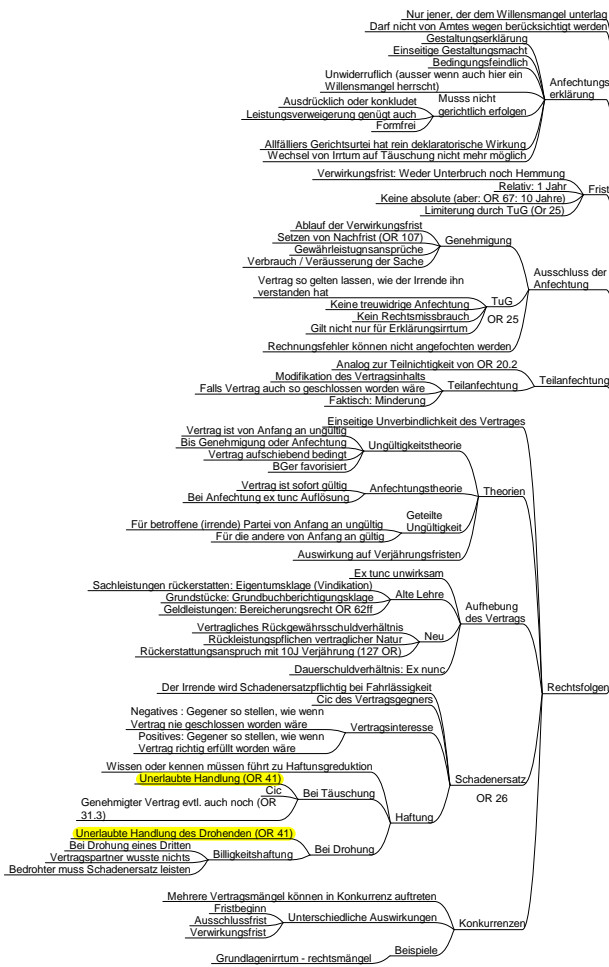 Nur jener, der dem Willensmangel unterlag
Darf nicht von Amtes wegen berücksichtigt werden
Gestaltungserklärung
Einseitige Gestaltungsmacht
Bedingungsfeindlich
Unwiderruflich (ausser wenn auch hier ein
Willensmangel herrscht)
Ausdrücklich oder konkludet
Leistungsverweigerung genügt auch
Formfrei
Musss nicht
gerichtlich erfolgen
Allfälliers Gerichtsurtei hat rein deklaratorische Wirkung
Wechsel von Irrtum auf Täuschung nicht mehr möglich
Anfechtungs
erklärung
Verwirkungsfrist: Weder Unterbruch noch Hemmung
Relativ: 1 Jahr
Keine absolute (aber: OR 67: 10 Jahre)
Limiterung durch TuG (Or 25)
Frist
Ablauf der Verwirkungsfrist
Setzen von Nachfrist (OR 107)
Gewährleistugnsansprüche
Verbrauch / Veräusserung der Sache
Genehmigung
Vertrag so gelten lassen, wie der Irrende ihn
verstanden hat
Keine treuwidrige Anfechtung
Kein Rechtsmissbrauch
Gilt nicht nur für Erklärungsirrtum
TuG
OR 25
Rechnungsfehler können nicht angefochten werden
Ausschluss der
Anfechtung
Analog zur Teilnichtigkeit von OR 20.2
Modifikation des Vertragsinhalts
Falls Vertrag auch so geschlossen worden wäre
Faktisch: Minderung
Teilanfechtung
Teilanfechtung
Einseitige Unverbindlichkeit des Vertrages
Vertrag ist von Anfang an ungültig
Bis Genehmigung oder Anfechtung
Vertrag aufschiebend bedingt
BGer favorisiert
Ungültigkeitstheorie
Vertrag ist sofort gültig
Bei Anfechtung ex tunc Auflösung
Anfechtungstheorie
Für betroffene (irrende) Partei von Anfang an ungültig
Für die andere von Anfang an gültig
Geteilte
Ungültigkeit
Auswirkung auf Verjährungsfristen
Theorien
Ex tunc unwirksam
Sachleistungen rückerstatten: Eigentumsklage (Vindikation)
Grundstücke: Grundbuchberichtigungsklage
Geldleistungen: Bereicherungsrecht OR 62ff
Alte Lehre
Vertragliches Rückgewährsschuldverhältnis
Rückleistungspflichen vertraglicher Natur
Rückerstattungsanspruch mit 10J Verjährung (127 OR)
Neu
Dauerschuldverhältnis: Ex nunc
Aufhebung
des Vertrags
Der Irrende wird Schadenersatzpflichtig bei Fahrlässigkeit
Cic des Vertragsgegners
Negatives : Gegener so stellen, wie wenn
Vertrag nie geschlossen worden wäre
Positives: Gegener so stellen, wie wenn
Vertrag richtig erfüllt worden wäre
Vertragsinteresse
Wissen oder kennen müssen führt zu Haftungsreduktion
Unerlaubte Handlung (OR 41)
Cic
Genehmigter Vertrag evtl. auch noch (OR
31.3)
Bei Täuschung
Unerlaubte Handlung des Drohenden (OR 41)
Bei Drohung eines Dritten
Vertragspartner wusste nichts
Bedrohter muss Schadenersatz leisten
Billigkeitshaftung
Bei Drohung
Haftung
Schadenersatz
OR 26
Mehrere Vertragsmängel können in Konkurrenz auftreten
Fristbeginn
Ausschlussfrist
Verwirkungsfrist
Unterschiedliche Auswirkungen
Grundlagenirrtum - rechtsmängel
Beispiele
Konkurrenzen
Rechtsfolgen